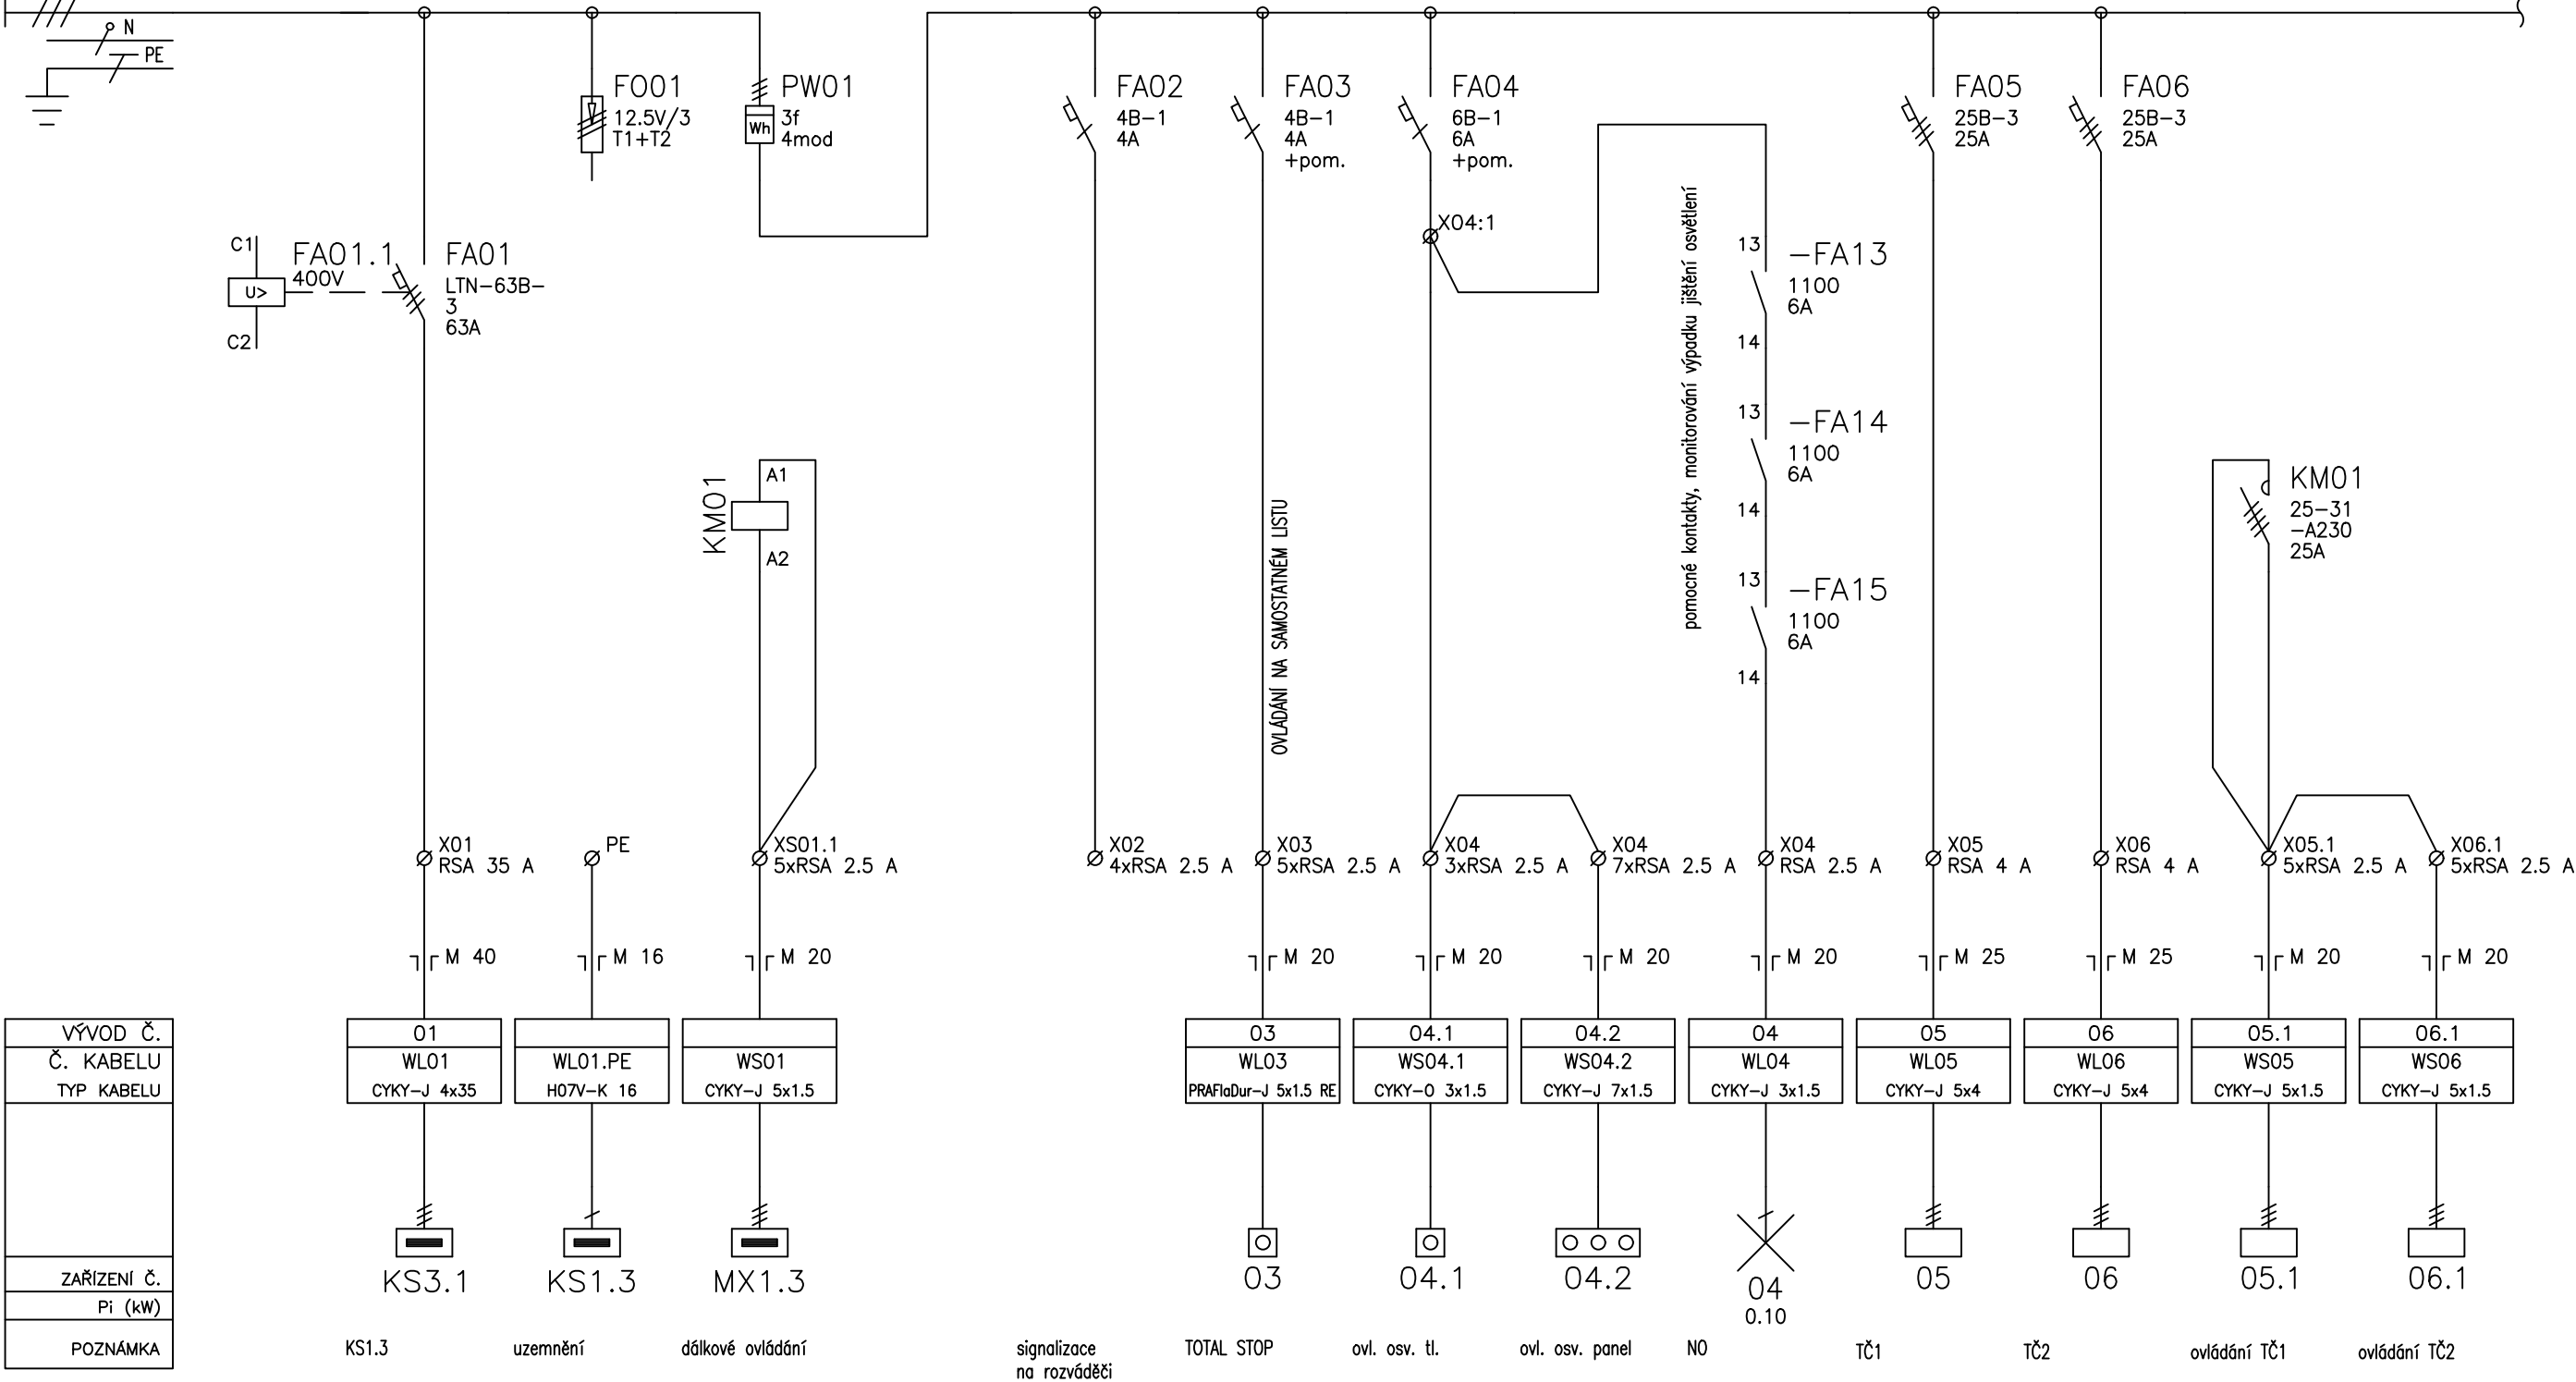 N
PE
FO01
12.5V/3
T1+T2
PW01
Wh
3f
4mod
FA02
4B-1
4A
FA03
4B-1
4A
+pom.
FA04
6B-1
6A
+pom.
FA05
25B-3
25A
FA06
25B-3
25A
C1
U>
C2
FA01.1
400V
FA01
LTN-63B-
3
63A
X04:1
pomocné kontakty, monitorování výpadku jištění osvětlení
13
-FA13
1100
6A
14
13
-FA14
1100
6A
14
13
-FA15
1100
6A
14
KM01
A1
A2
OVLÁDÁNÍ NA SAMOSTATNÉM LISTU
KM01
25-31
-A230
25A
X01
RSA 35 A
PE
XS01.1
5xRSA 2.5 A
X02
4xRSA 2.5 A
X03
5xRSA 2.5 A
X04
3xRSA 2.5 A
X04
7xRSA 2.5 A
X04
RSA 2.5 A
X05
RSA 4 A
X06
RSA 4 A
X05.1
5xRSA 2.5 A
X06.1
5xRSA 2.5 A
M 40
M 16
M 20
M 20
M 20
M 20
M 20
M 25
M 25
M 20
M 20
VÝVOD Č.
Č. KABELU
TYP KABELU
01
WL01
CYKY-J 4x35
WL01.PE
H07V-K 16
WS01
CYKY-J 5x1.5
03
WL03
PRAFlaDur-J 5x1.5 RE
04.1
WS04.1
CYKY-O 3x1.5
04.2
WS04.2
CYKY-J 7x1.5
04
WL04
CYKY-J 3x1.5
05
WL05
CYKY-J 5x4
06
WL06
CYKY-J 5x4
05.1
WS05
CYKY-J 5x1.5
06.1
WS06
CYKY-J 5x1.5
ZAŘÍZENÍ Č.
KS3.1
KS1.3
MX1.3
03
04.1
04.2
04
05
06
05.1
06.1
Pi (kW)
0.10
POZNÁMKA
KS1.3
uzemnění
dálkové ovládání
signalizace
na rozváděči
TOTAL STOP
ovl. osv. tl.
ovl. osv. panel
NO
TČ1
TČ2
ovládání TČ1
ovládání TČ2